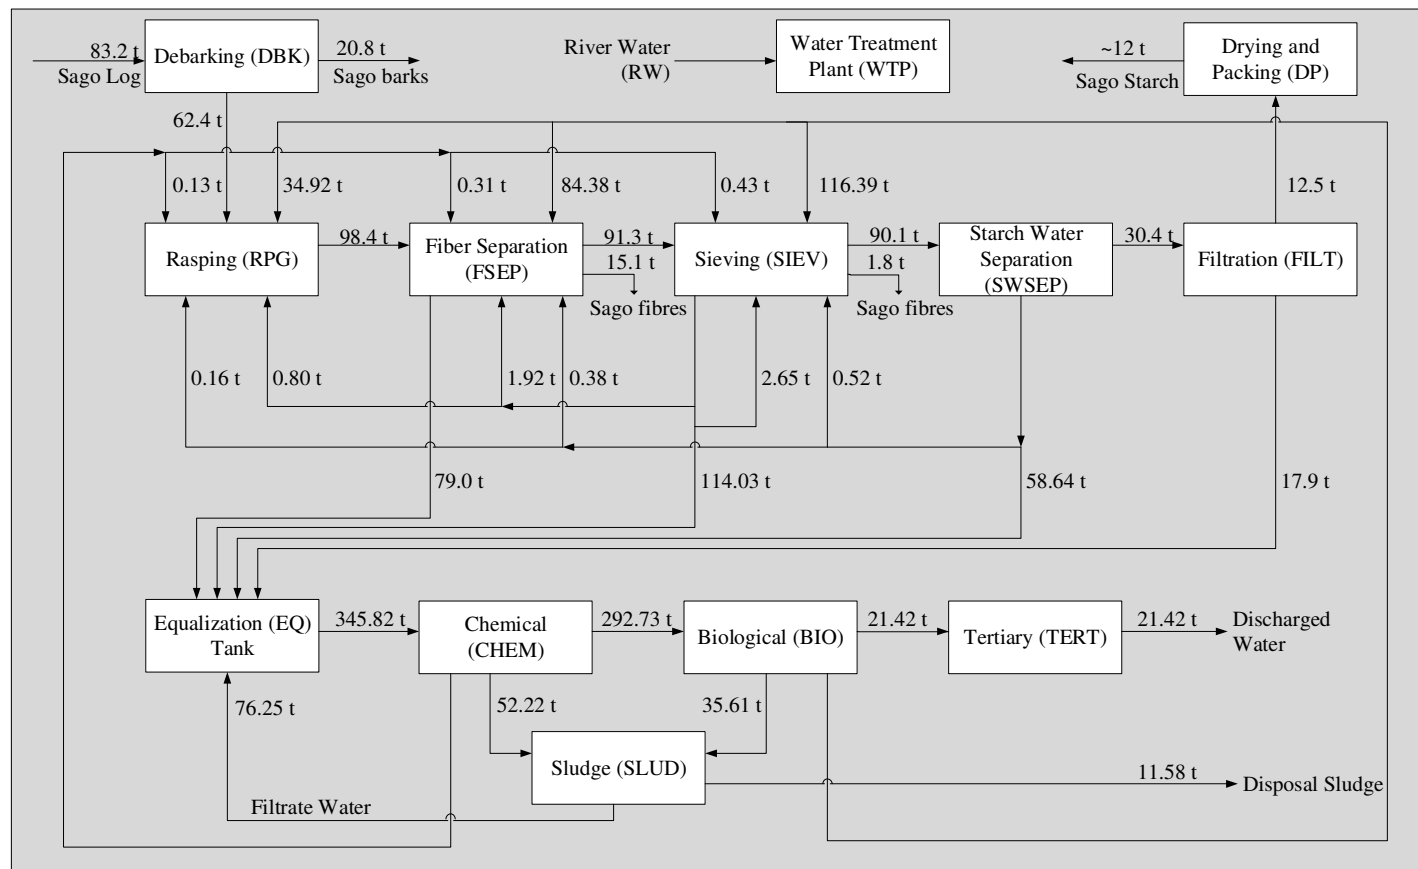 83.2 t
Sago Log
Debarking (DBK)
20.8 t
Sago barks
River Water
(RW)
Water Treatment
Plant (WTP)
~12 t
Sago Starch
Drying and
Packing (DP)
62.4 t
0.13 t
34.92 t
0.31 t
84.38 t
0.43 t
116.39 t
12.5 t
Rasping (RPG)
98.4 t
Fiber Separation
(FSEP)
91.3 t
15.1 t
Sago fibres
Sieving (SIEV)
90.1 t
1.8 t
Sago fibres
Starch Water
Separation
(SWSEP)
30.4 t
Filtration (FILT)
0.16 t
0.80 t
1.92 t
0.38 t
2.65 t
0.52 t
79.0 t
114.03 t
58.64 t
17.9 t
Equalization (EQ)
Tank
345.82 t
Chemical
(CHEM)
292.73 t
Biological (BIO)
21.42 t
Tertiary (TERT)
21.42 t
Discharged
Water
76.25 t
52.22 t
35.61 t
Sludge (SLUD)
11.58 t
Disposal Sludge
Filtrate Water